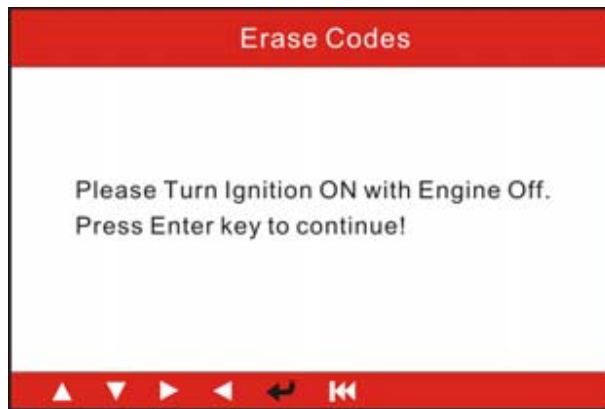 Erase Codes
Please Turn Ignition ON with Engine Off.
Press Enter key to continue!